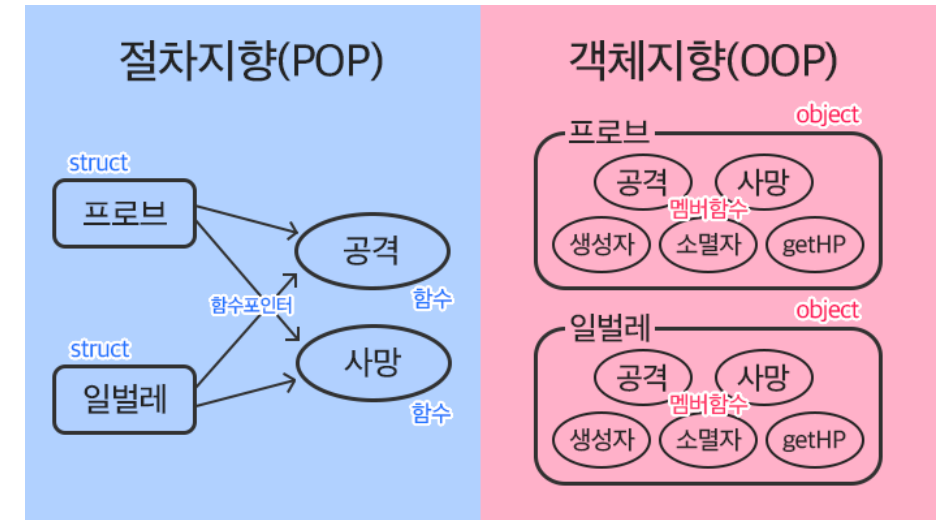 절차지향(POP)
struct
프로브
공격
함수포인터
함수
struct
일벌레
사망
함수
객체지향(OOP)
object
프로브
공격 사망
멤버함수
생성자 소멸자 getHP
object
일벌레
공격 사망
멤버함수
생성자 소멸자 getHP